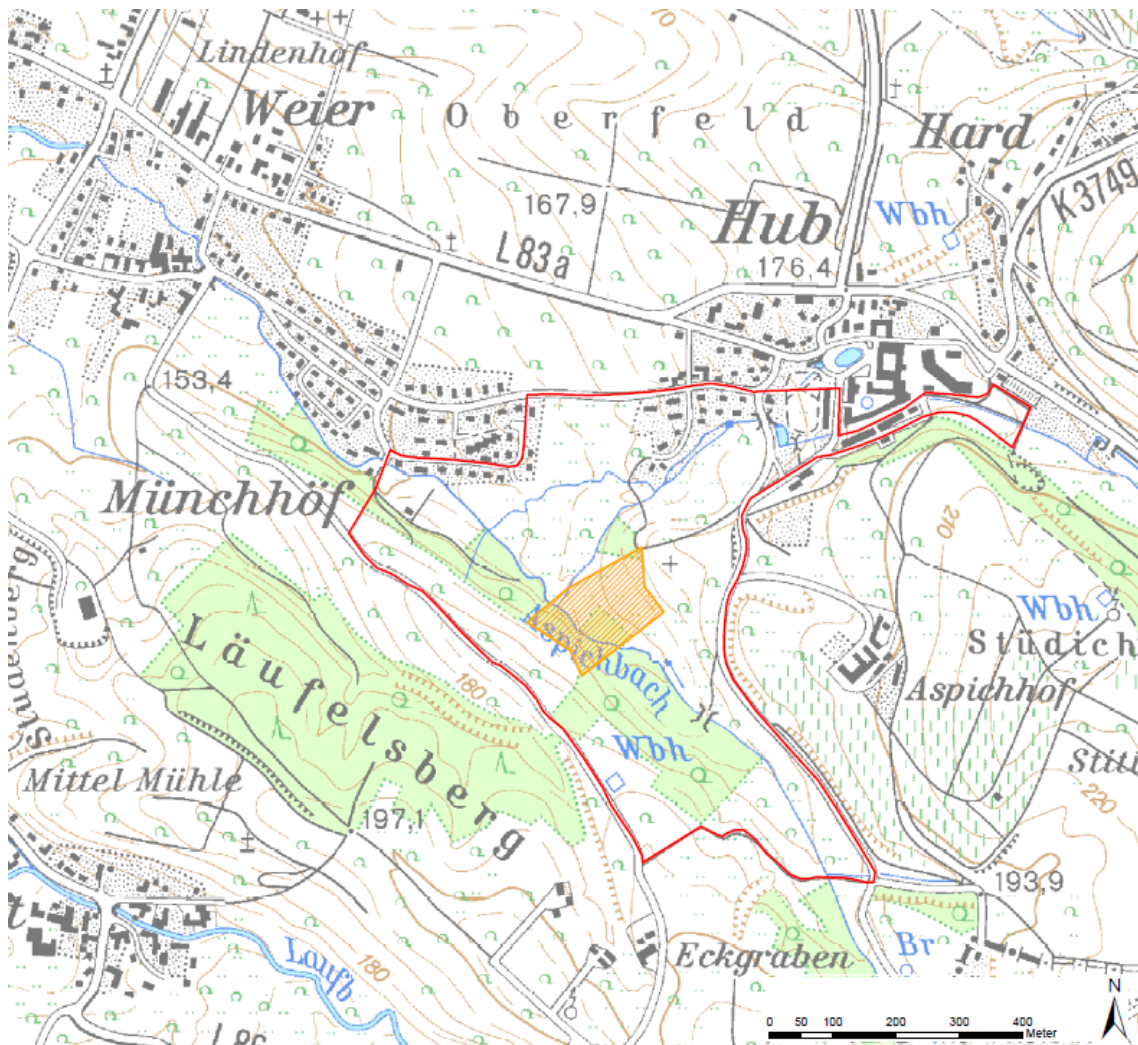 Lindenhof
Weier
Oberfeld
Hard
K 3749
167,9
Wbh
Hub
L 83a
176,4
153,4
Münchhöf
210
Aspichbach
Wbh
Stüdich
Aspichhof
Läufelsberg
180
Wbh
Mittel Mühle
197,1
220
193,9
Laufb
180
Eckgraben
Br
N
0 50 100 200 300 400
Meter